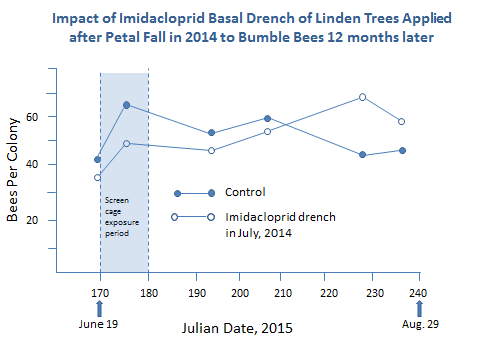 Impact of Imidacloprid Basal Drench of Linden Trees Applied
after Petal Fall in 2014 to Bumble Bees 12 months later
Bees Per Colony
60
40
20
Screen
cage
exposure
period
Control
Imidacloprid drench
in July, 2014
170 180 190 200 210 220 230 240
June 19
Julian Date, 2015
Aug. 29